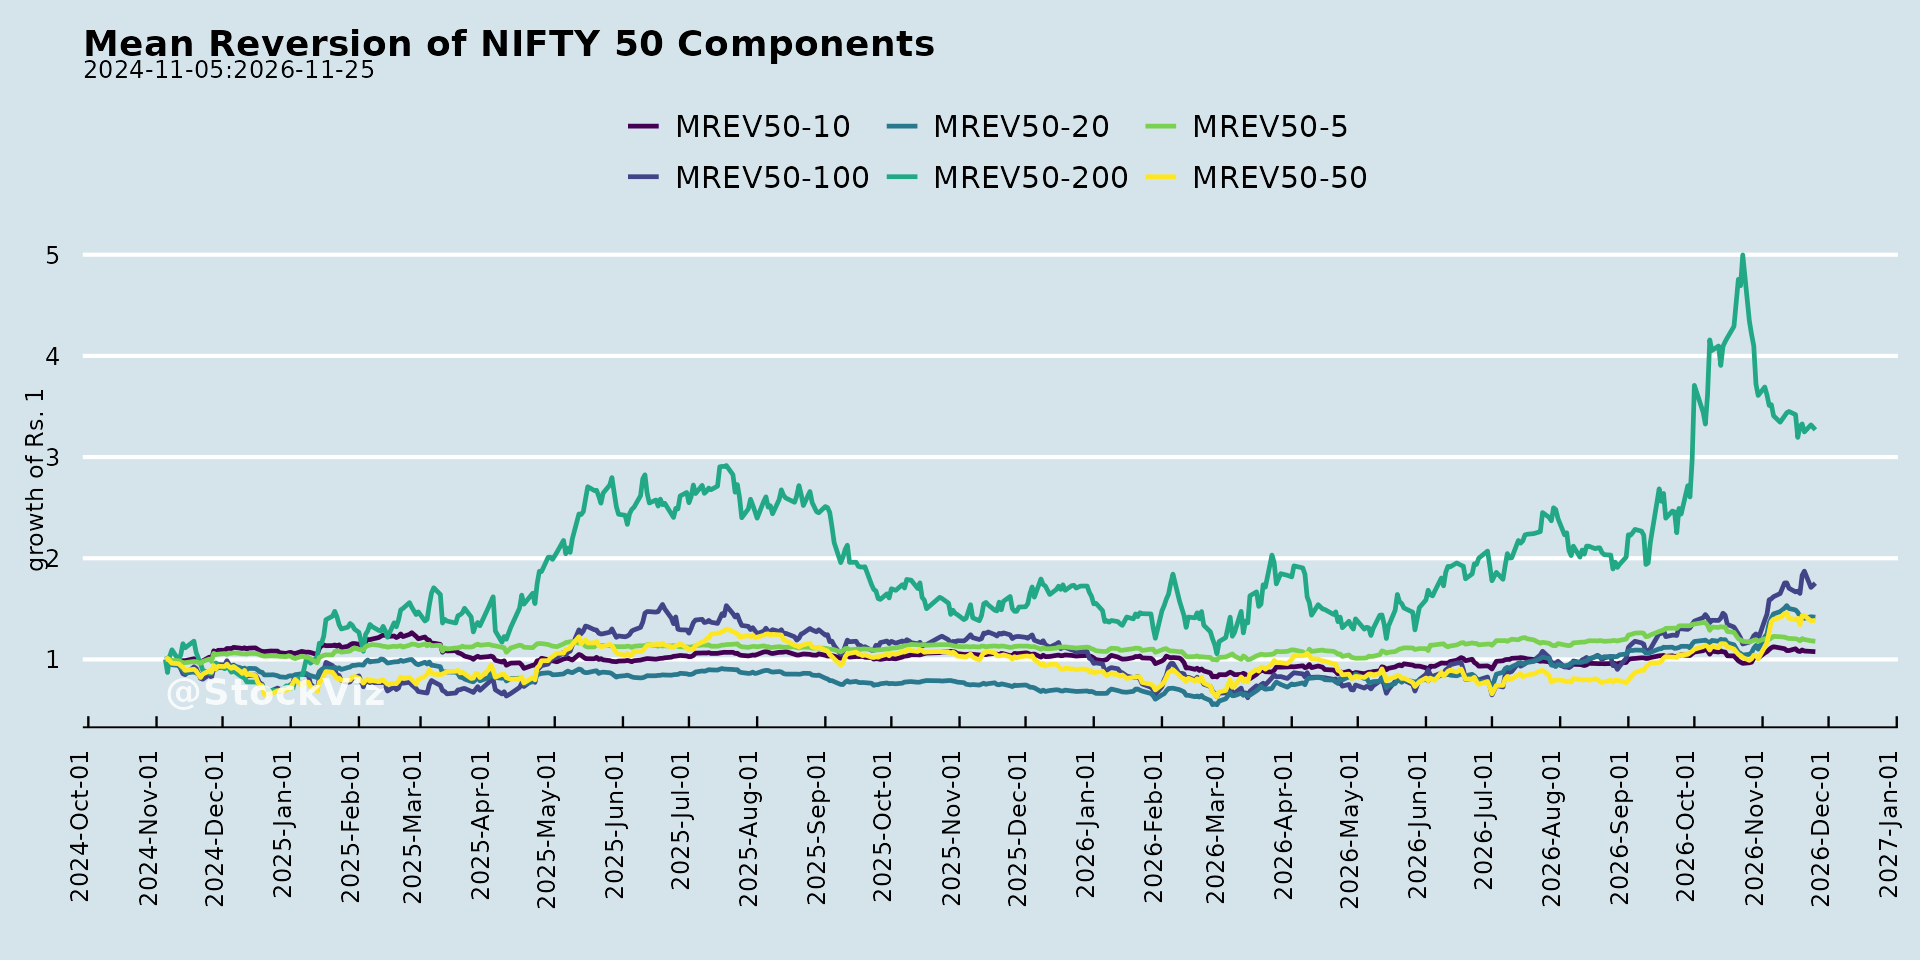 Mean Reversion of NIFTY 50 Components
2024-11-05:2026-11-25
MREV50-10 MREV50-20 MREV50-5
MREV50-100 MREV50-200 MREV50-50
growth of Rs. 1
5
4
3
2
1
@StockViz
2024-Oct-01
2024-Nov-01
2024-Dec-01
2025-Jan-01
2025-Feb-01
2025-Mar-01
2025-Apr-01
2025-May-01
2025-Jun-01
2025-Jul-01
2025-Aug-01
2025-Sep-01
2025-Oct-01
2025-Nov-01
2025-Dec-01
2026-Jan-01
2026-Feb-01
2026-Mar-01
2026-Apr-01
2026-May-01
2026-Jun-01
2026-Jul-01
2026-Aug-01
2026-Sep-01
2026-Oct-01
2026-Nov-01
2026-Dec-01
2027-Jan-01